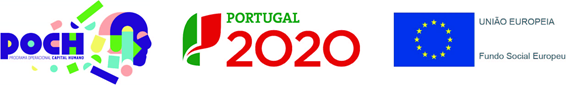 POCH
PROGRAMA OPERACIONAL CAPITAL HUMANO
PORTUGAL
2020
UNIÃO EUROPEIA
Fundo Social Europeu